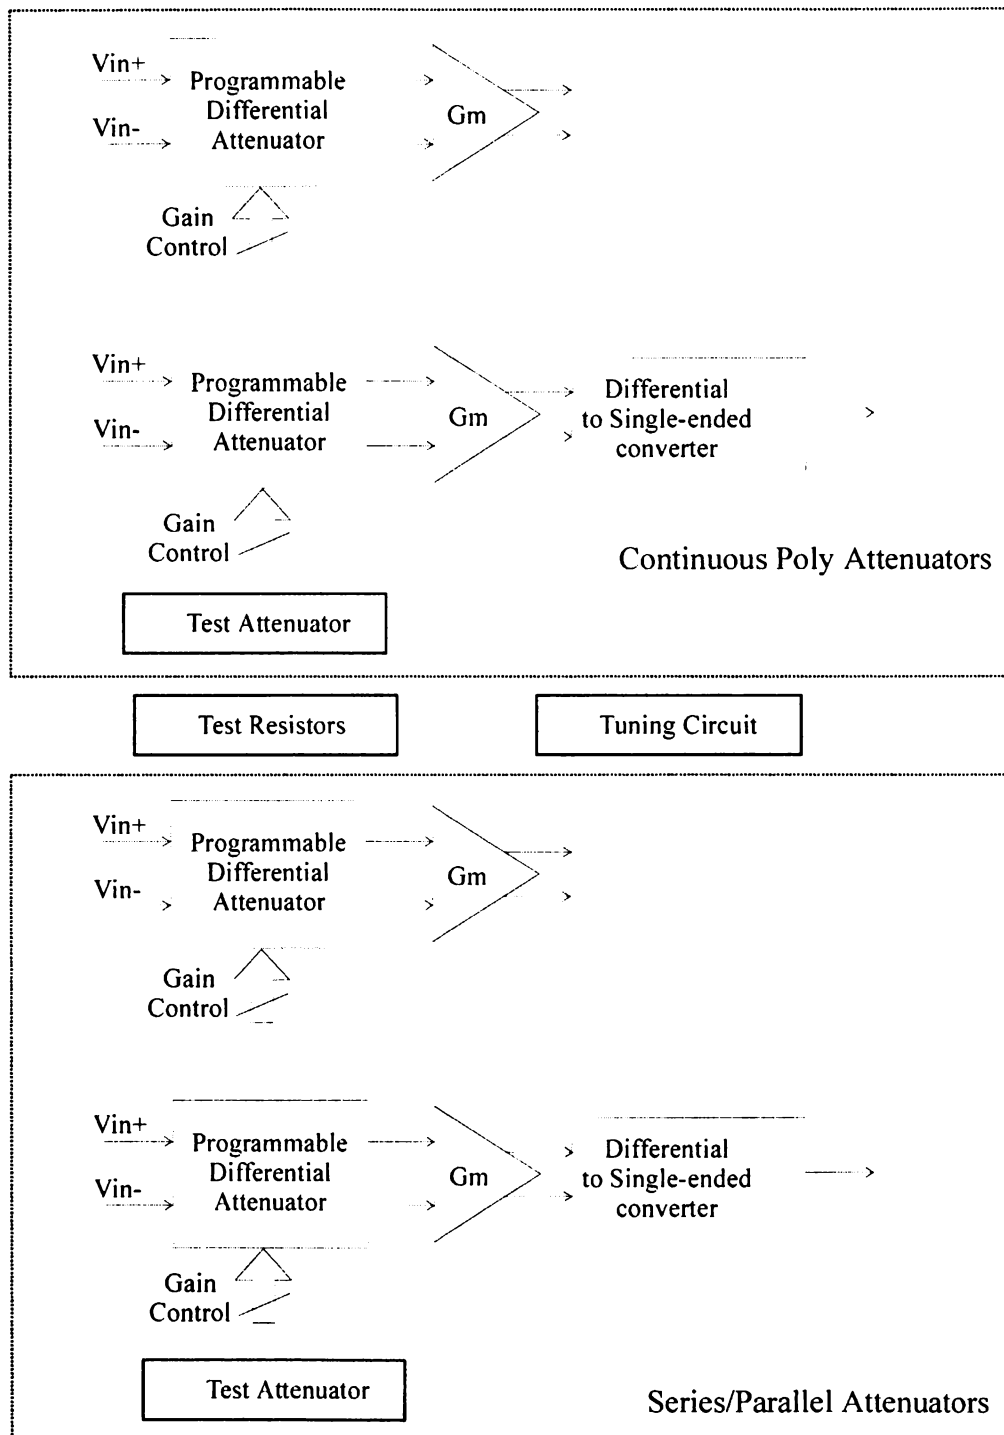 Vin+
Programmable
Differential
Attenuator
Vin-
Gm
Gain
Control
Vin+
Programmable
Differential
Attenuator
Vin-
Gm
Differential
to Single-ended
converter
Gain
Control
Continuous Poly Attenuators
Test Attenuator
Test Resistors
Tuning Circuit
Vin+
Programmable
Differential
Attenuator
Vin-
Gm
Gain
Control
Vin+
Programmable
Differential
Attenuator
Vin-
Gm
Differential
to Single-ended
converter
Gain
Control
Test Attenuator
Series/Parallel Attenuators